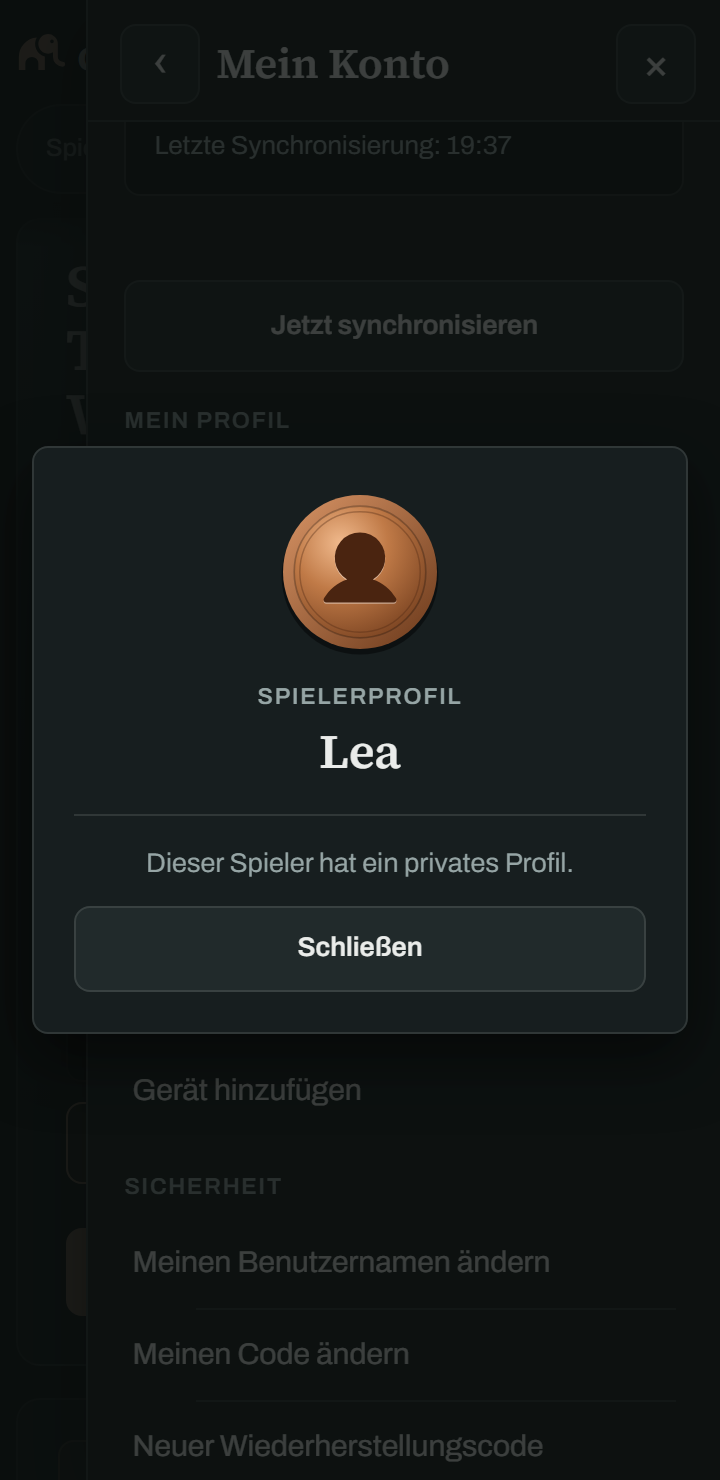 Mein Konto
Spi
Letzte Synchronisierung: 19:37
S
T
Jetzt synchronisieren
MEIN PROFIL
SPIELERPROFIL
Lea
Dieser Spieler hat ein privates Profil.
Schließen
Gerät hinzufügen
SICHERHEIT
Meinen Benutzernamen ändern
Meinen Code ändern
Neuer Wiederherstellungscode